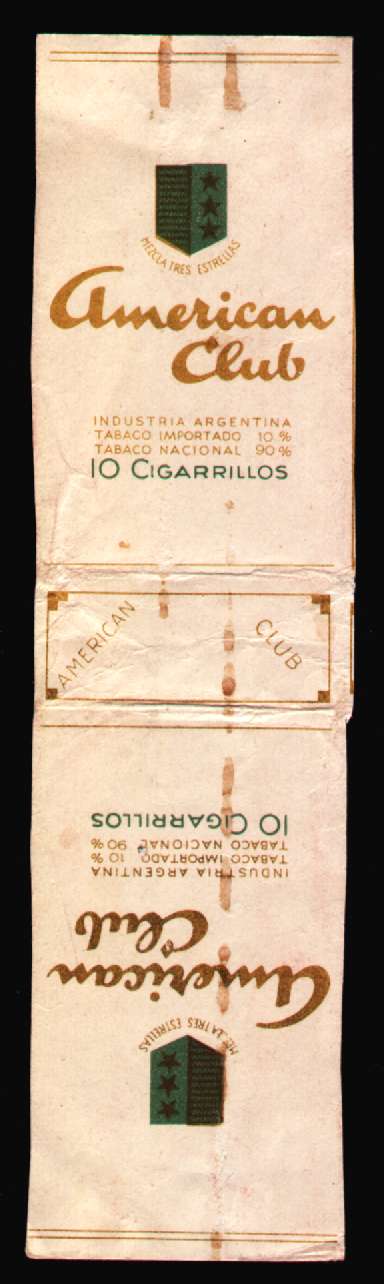 MEZCLA TRES ESTRELLAS
American
Club
INDUSTRIA ARGENTINA
TABACO IMPORTADO 10 %
TABACO NACIONAL 90 %
10 CIGARRILLOS
AMERICAN CLUB
10 CIGARRILLOS
TABACO NACIONAL 90 %
TABACO IMPORTADO 10 %
INDUSTRIA ARGENTINA
Club
American
MEZCLA TRES ESTRELLAS